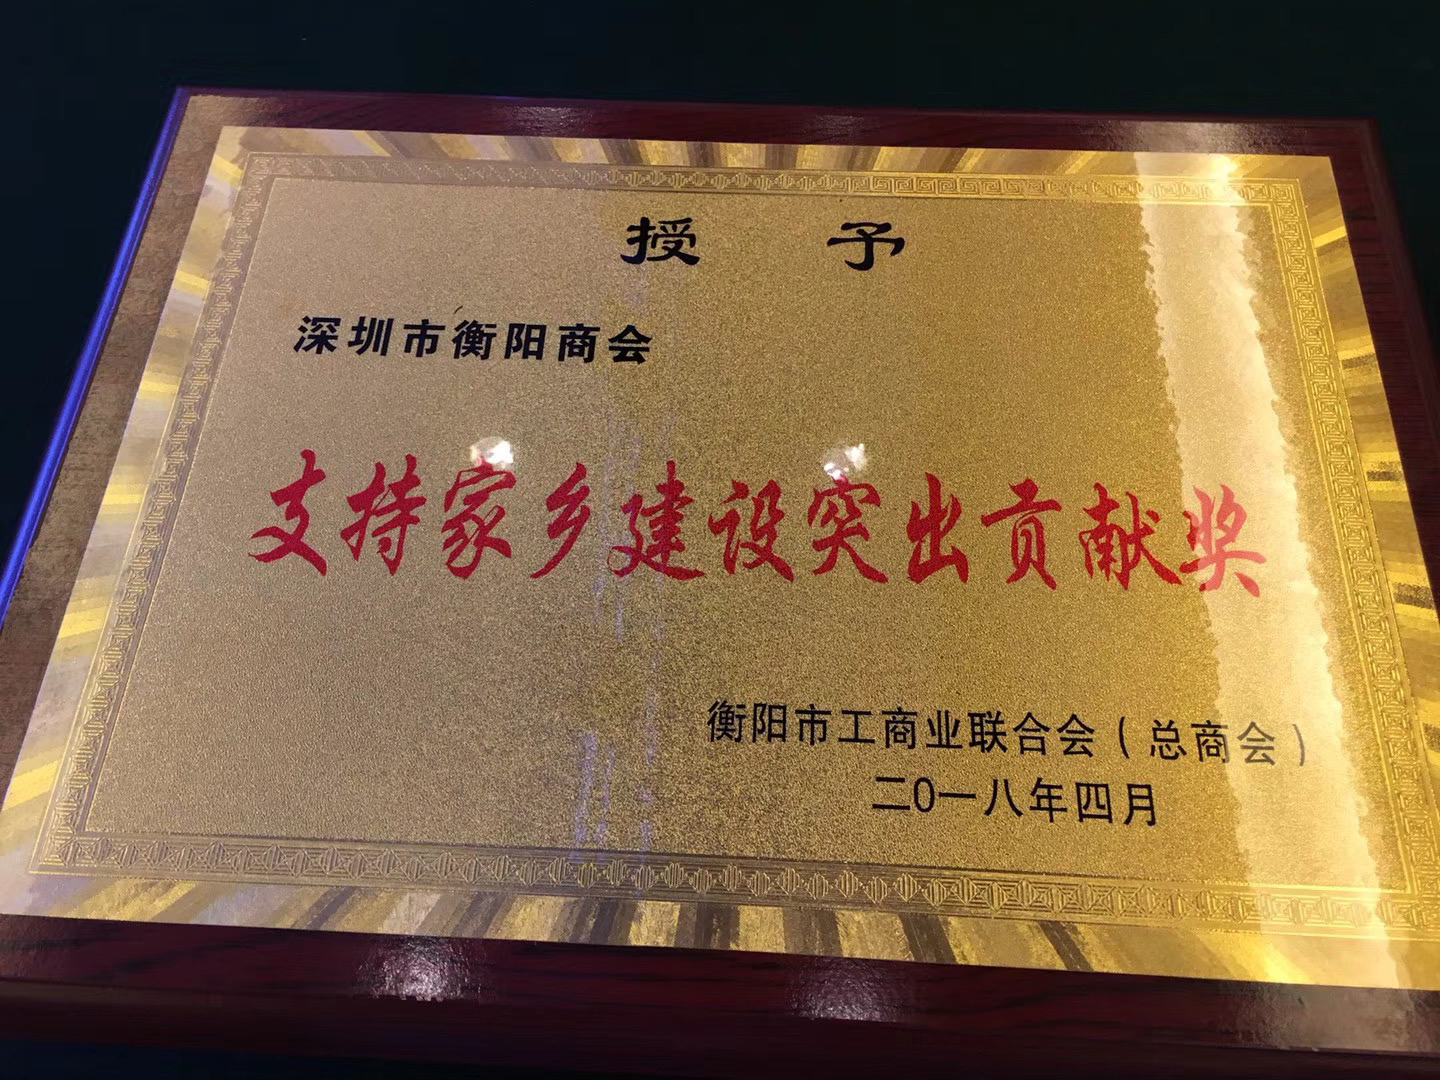 授 予
深圳市衡阳商会
支持家乡建设突出贡献奖
衡阳市工商业联合会（总商会）
二0一八年四月